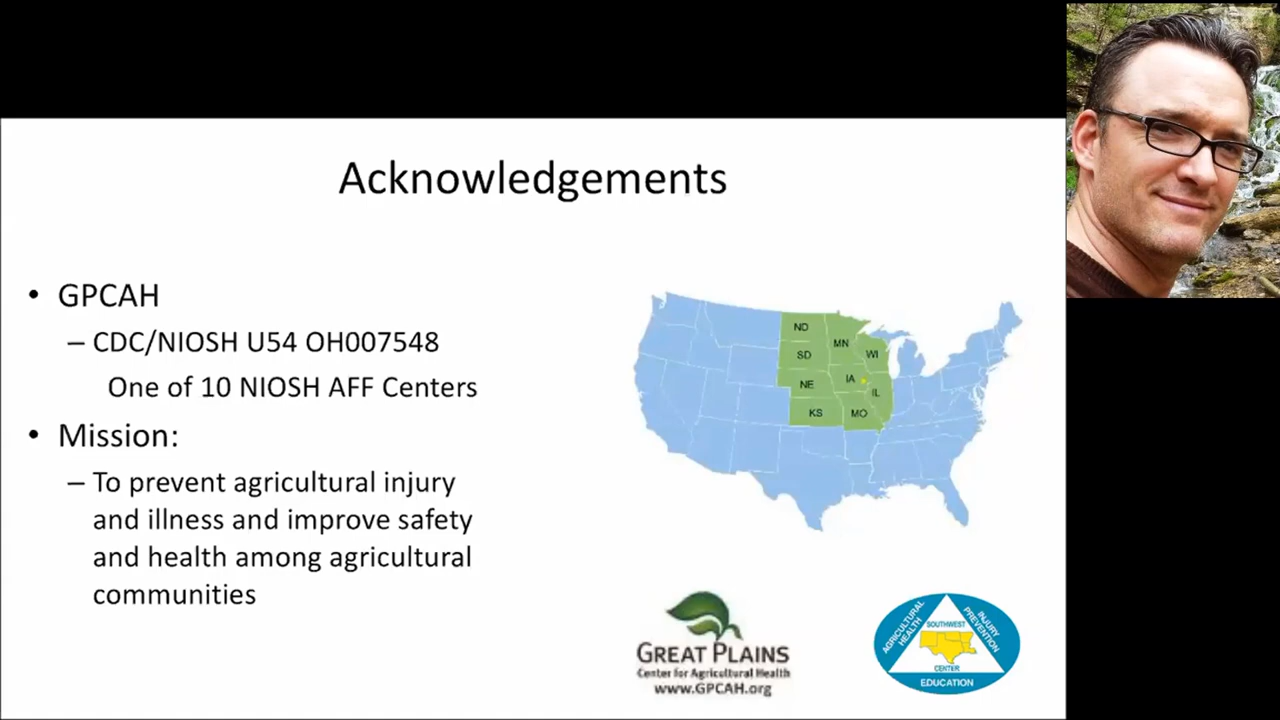 Acknowledgements
• GPCAH
– CDC/NIOSH U54 OH007548
One of 10 NIOSH AFF Centers
• Mission:
– To prevent agricultural injury
and illness and improve safety
and health among agricultural
communities
ND
MN
SD
WI
NE
IA
IL
KS
MO
GREAT PLAINS
Center for Agricultural Health
www.GPCAH.org
AGRICULTURAL
HEALTH
SOUTHWEST
CENTER
INJURY
PREVENTION
EDUCATION